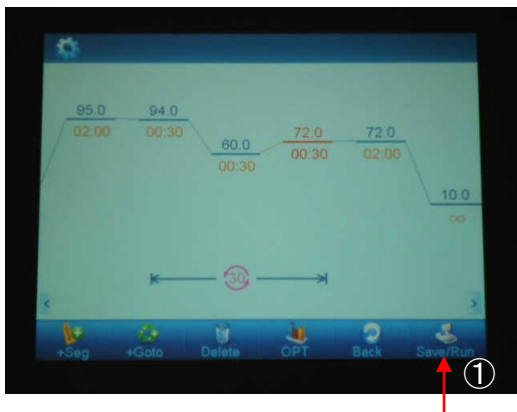 95.0 94.0 60.0 72.0 72.0 10.0
02:00 00:30 00:30 00:30 02:00 ∞
30
< >
+Seg +Goto Delete OPT Back Save/Run
①